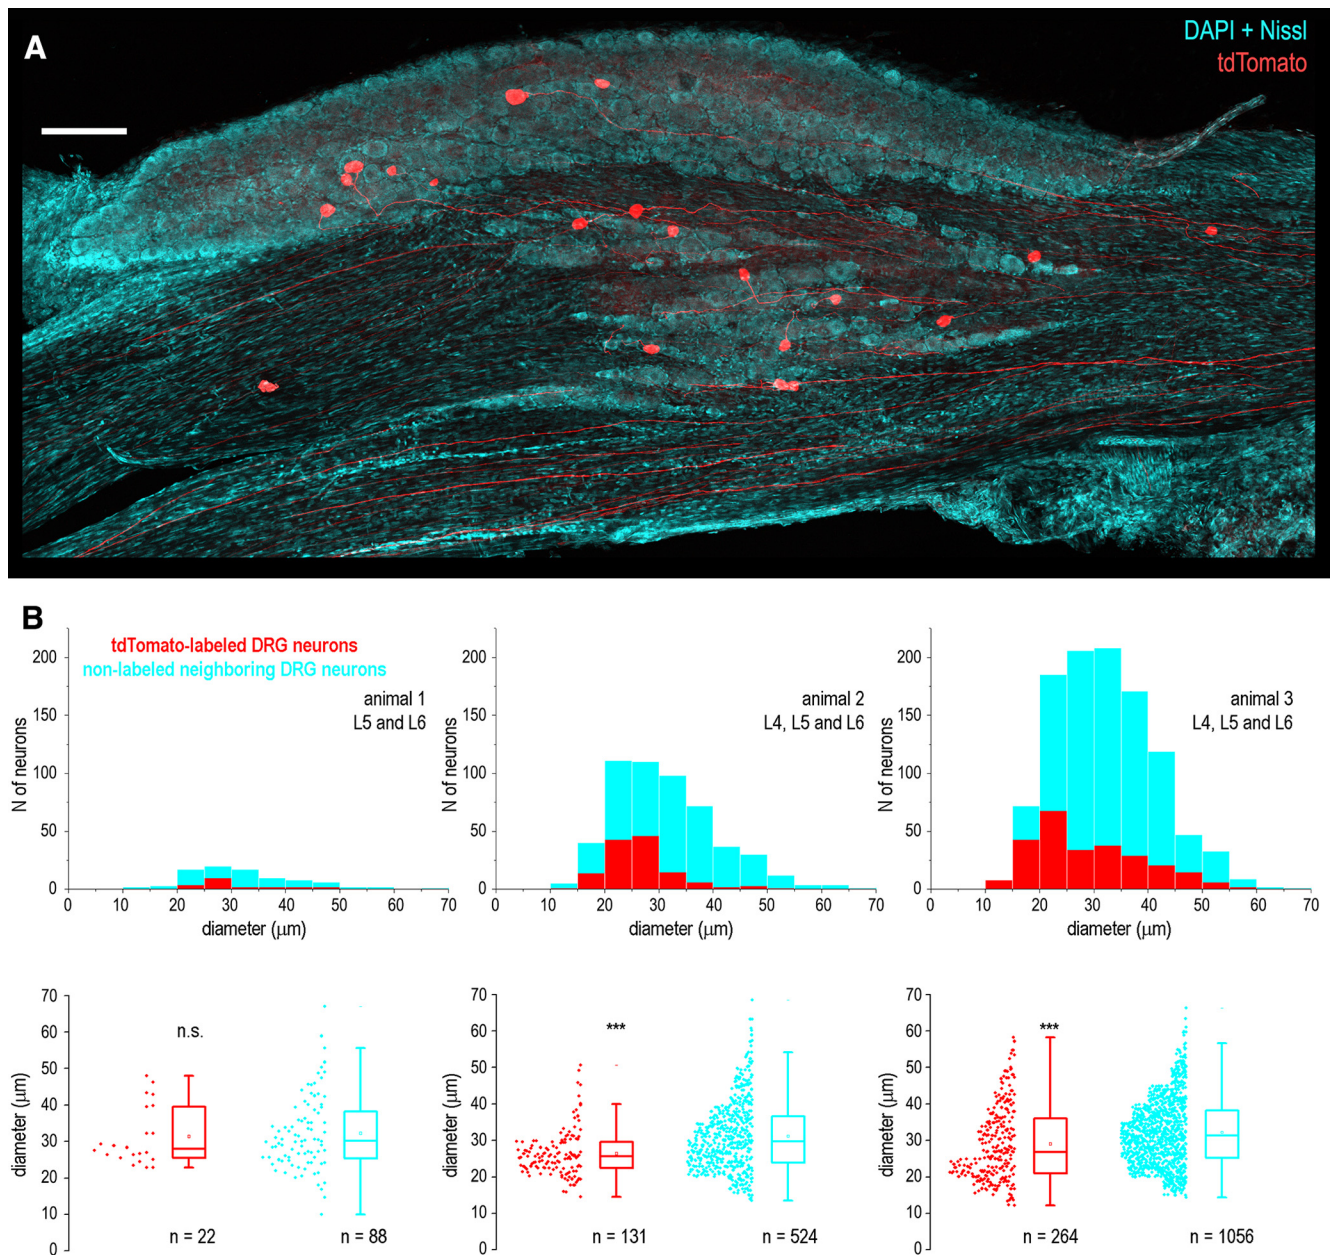 A
DAPI + Nissl
tdTomato
B
tdTomato-labeled DRG neurons
non-labeled neighboring DRG neurons
animal 1
L5 and L6
N of neurons
200
150
100
50
0
0 10 20 30 40 50 60 70
diameter (μm)
animal 2
L4, L5 and L6
N of neurons
200
150
100
50
0
0 10 20 30 40 50 60 70
diameter (μm)
animal 3
L4, L5 and L6
N of neurons
200
150
100
50
0
0 10 20 30 40 50 60 70
diameter (μm)
diameter (μm)
70
60
50
40
30
20
10
0
n.s.
n = 22
n = 88
diameter (μm)
70
60
50
40
30
20
10
0
***
n = 131
n = 524
diameter (μm)
70
60
50
40
30
20
10
0
***
n = 264
n = 1056